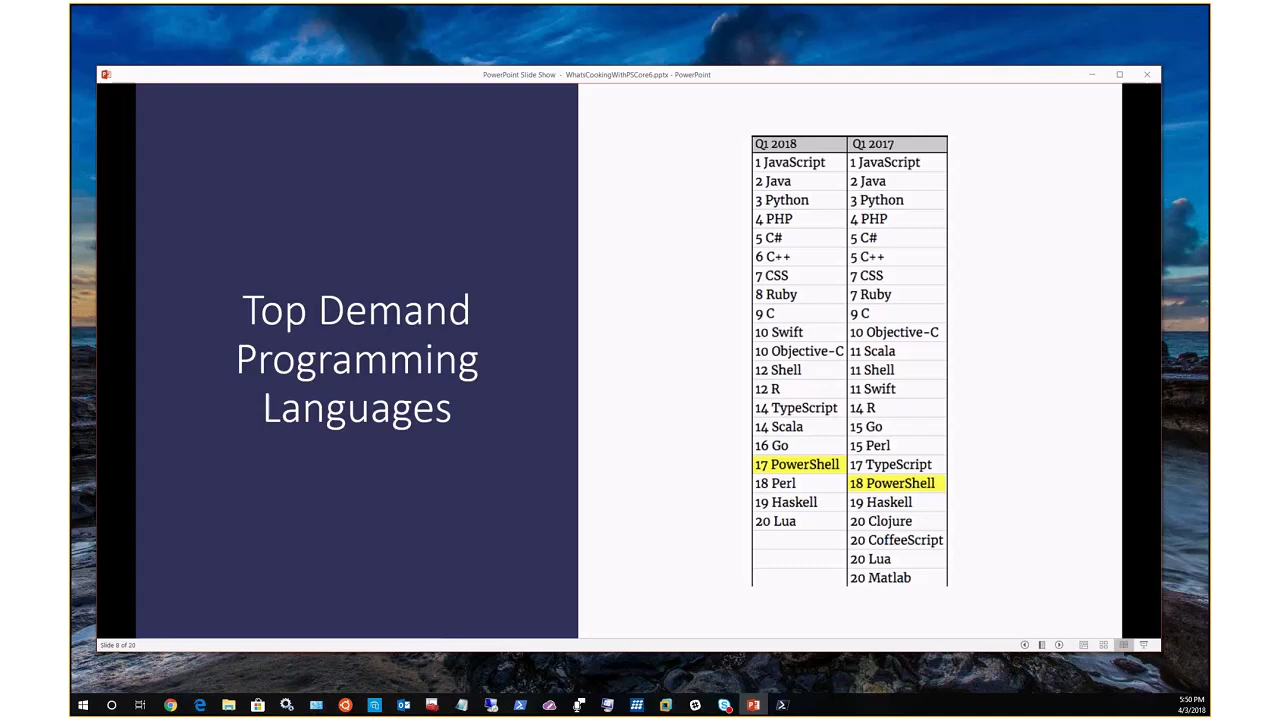 PowerPoint Slide Show - WhatsCookingWithPSCore6.pptx - PowerPoint
Top Demand
Programming
Languages
Q1 2018 Q1 2017
1 JavaScript 1 JavaScript
2 Java 2 Java
3 Python 3 Python
4 PHP 4 PHP
5 C# 5 C#
6 C++ 5 C++
7 CSS 7 CSS
8 Ruby 7 Ruby
9 C 9 C
10 Swift 10 Objective-C
10 Objective-C 11 Scala
12 Shell 11 Shell
12 R 11 Swift
14 TypeScript 14 R
14 Scala 15 Go
16 Go 15 Perl
17 PowerShell 17 TypeScript
18 Perl 18 PowerShell
19 Haskell 19 Haskell
20 Lua 20 Clojure
20 CoffeeScript
20 Lua
20 Matlab
Slide 8 of 20
5:50 PM
4/3/2018